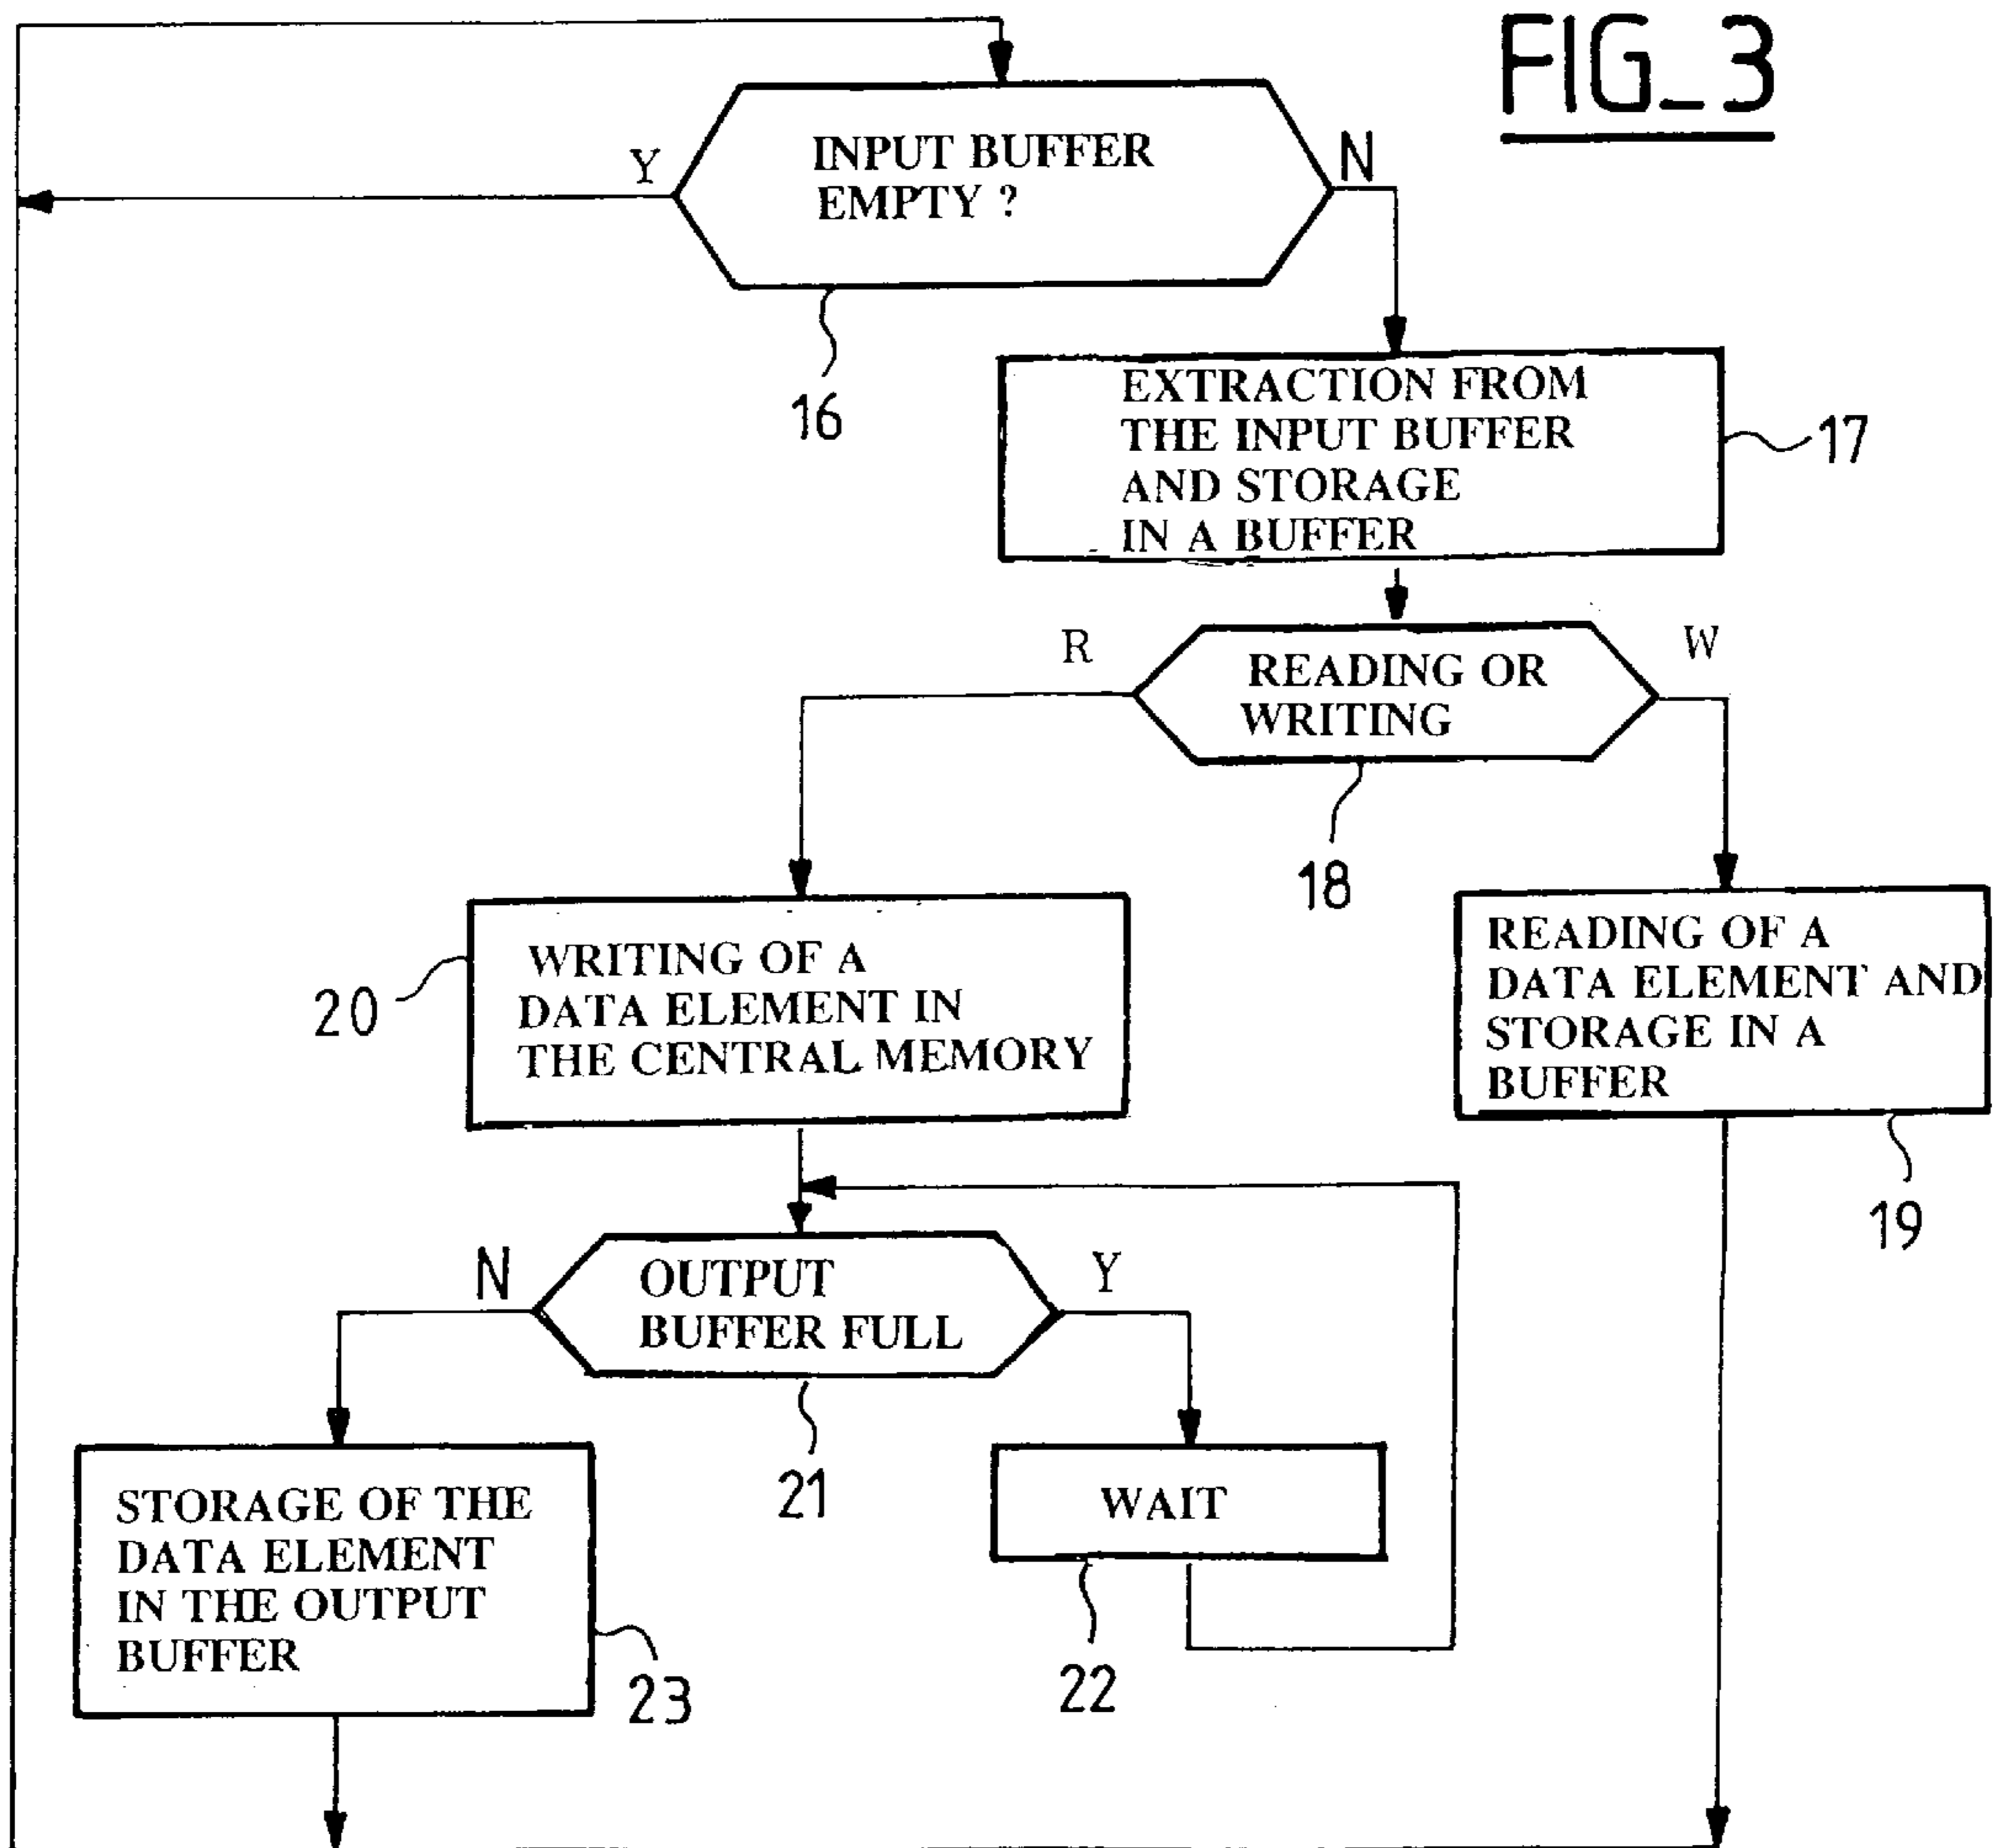 FIG_3
INPUT BUFFER
EMPTY ?
Y
N
16
EXTRACTION FROM
THE INPUT BUFFER
AND STORAGE
IN A BUFFER
17
READING OR
WRITING
R
W
18
WRITING OF A
DATA ELEMENT IN
THE CENTRAL MEMORY
20
READING OF A
DATA ELEMENT AND
STORAGE IN A
BUFFER
19
OUTPUT
BUFFER FULL
N
Y
21
STORAGE OF THE
DATA ELEMENT
IN THE OUTPUT
BUFFER
23
WAIT
22